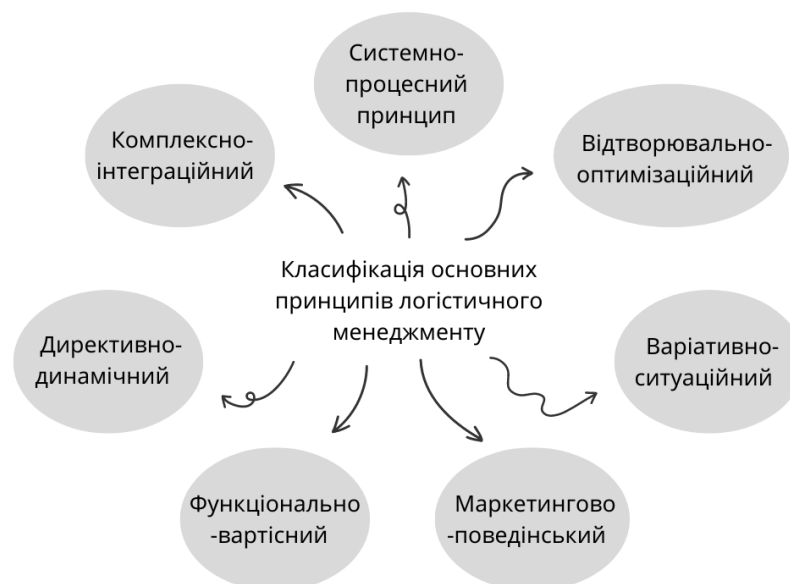 Системно-
процесний
принцип
Комплексно-
інтеграційний
Відтворювально-
оптимізаційний
Класифікація основних
принципів логістичного
менеджменту
Директивно-
динамічний
Варіативно-
ситуаційний
Функціонально
-вартісний
Маркетингово
-поведінський